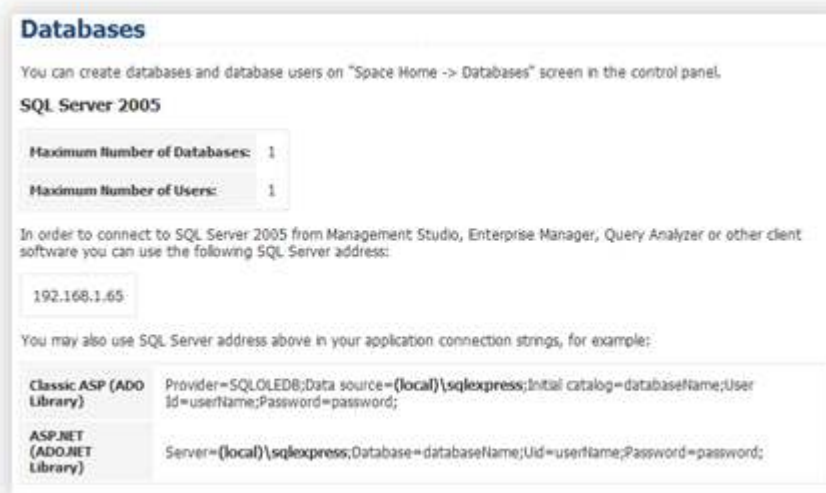 Databases
You can create databases and database users on "Space Home -> Databases" screen in the control panel.
SQL Server 2005
Maximum Number of Databases: 1
Maximum Number of Users: 1
In order to connect to SQL Server 2005 from Management Studio, Enterprise Manager, Query Analyzer or other client
software you can use the following SQL Server address:
192.168.1.65
You may also use SQL Server address above in your application connection strings, for example:
Classic ASP (ADO
Library)
Provider=SQLOLEDB;Data source=(local)\sqlexpress;Initial catalog=databaseName;User
Id=userName;Password=password;
ASP.NET
(ADO.NET
Library)
Server=(local)\sqlexpress;Database=databaseName;Uid=userName;Password=password;